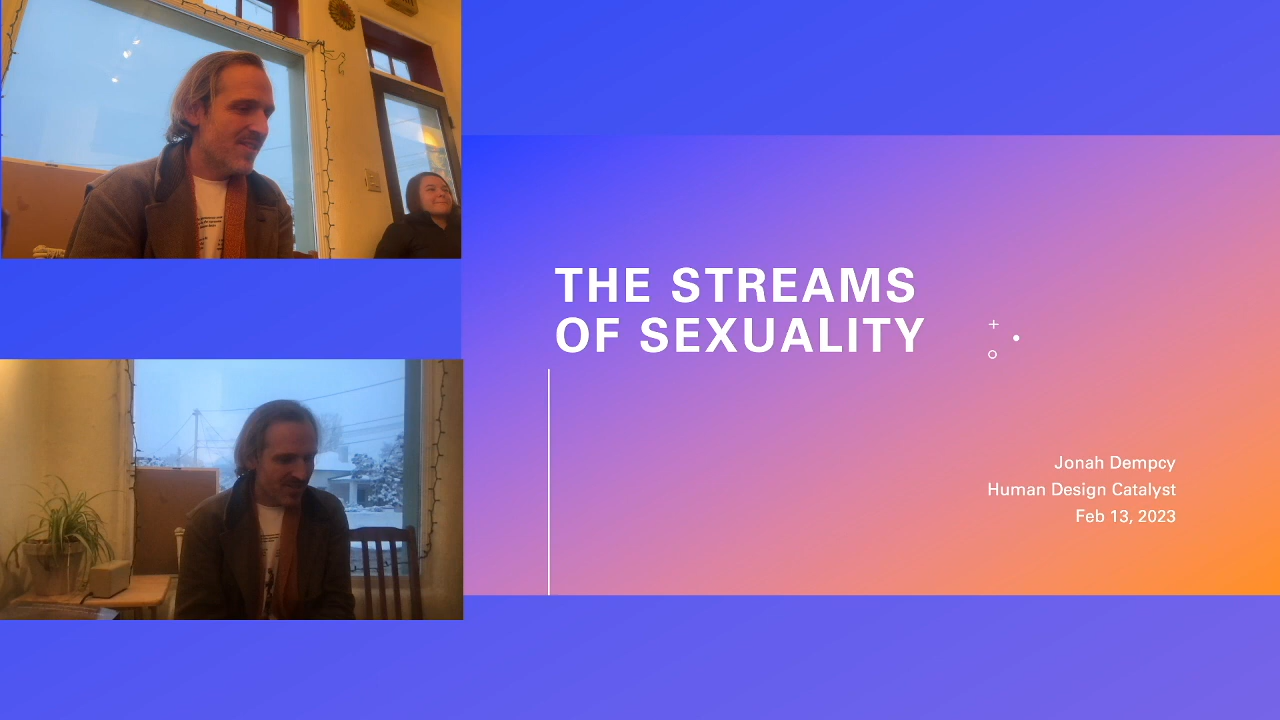 THE STREAMS
OF SEXUALITY
Jonah Dempcy
Human Design Catalyst
Feb 13, 2023